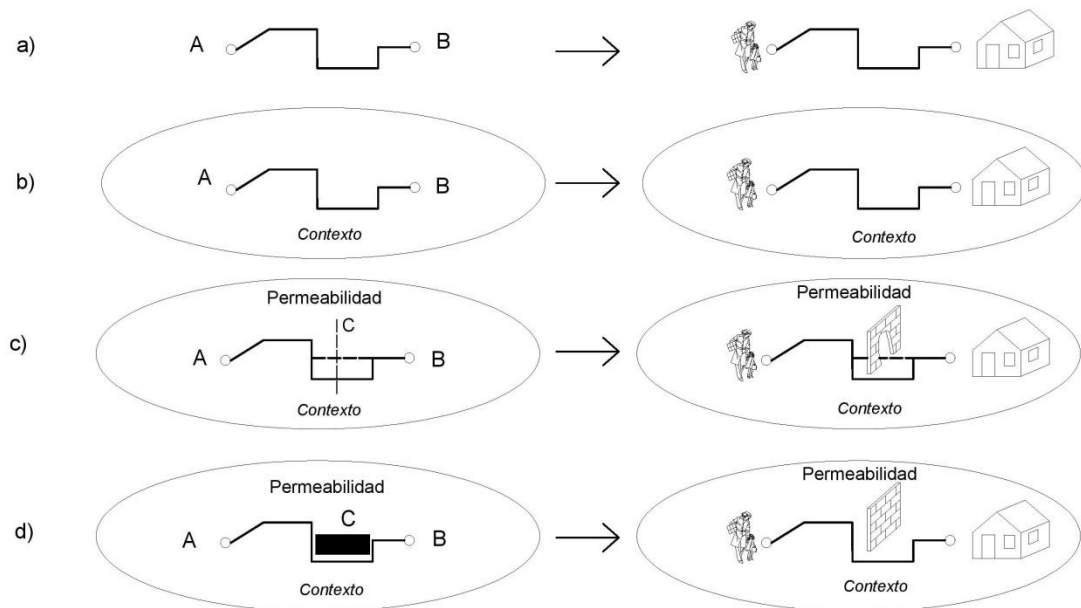 a)
A
B
b)
A
B
Contexto
Contexto
c)
Permeabilidad
C
A
B
Contexto
Permeabilidad
Contexto
d)
Permeabilidad
C
A
B
Contexto
Permeabilidad
Contexto